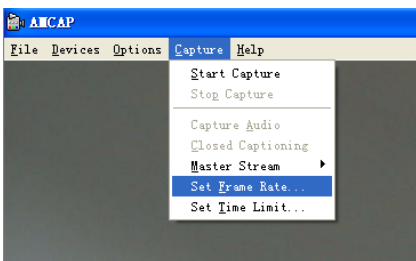 AMCAP
File Devices Options Capture Help
Start Capture
Stop Capture
Capture Audio
Closed Captioning
Master Stream
Set Frame Rate...
Set Time Limit...